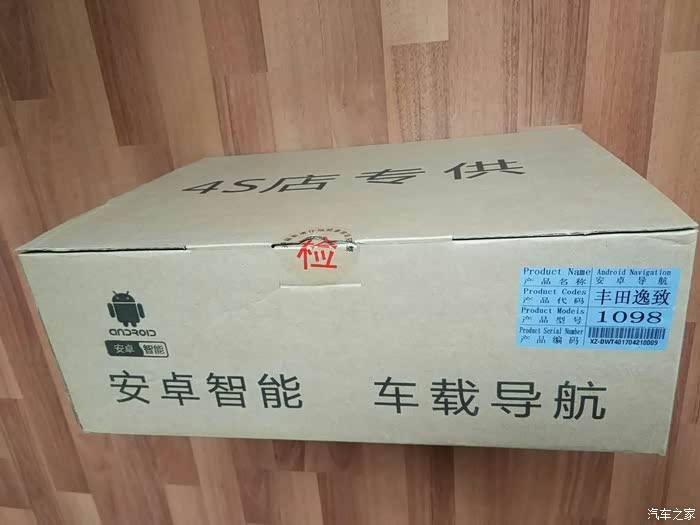 4S店专供
检
Product Name Android Navigation
产品名称 安卓导航
Product Codes 丰田逸致
产品代码
Product Models 1098
产品型号
Product Serial Number
产品编码 XZ-DWT401704210009
ANDROID
安卓 智能
安卓智能 车载导航
汽车之家